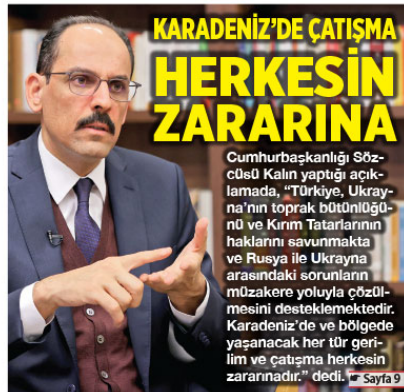 KARADENİZ'DE ÇATIŞMA
HERKESİN
ZARARINA
Cumhurbaşkanlığı Söz-
cüsü Kalın yaptığı açık-
lamada, “Türkiye, Ukray-
na’nın toprak bütünlüğü-
nü ve Kırım Tatarlarının
haklarını savunmakta
ve Rusya ile Ukrayna
arasındaki sorunların
müzakere yoluyla çözül-
mesini desteklemektedir.
Karadeniz’de ve bölgede
yaşanacak her tür geri-
lim ve çatışma herkesin
zararınadır.” dedi. ☛ Sayfa 9